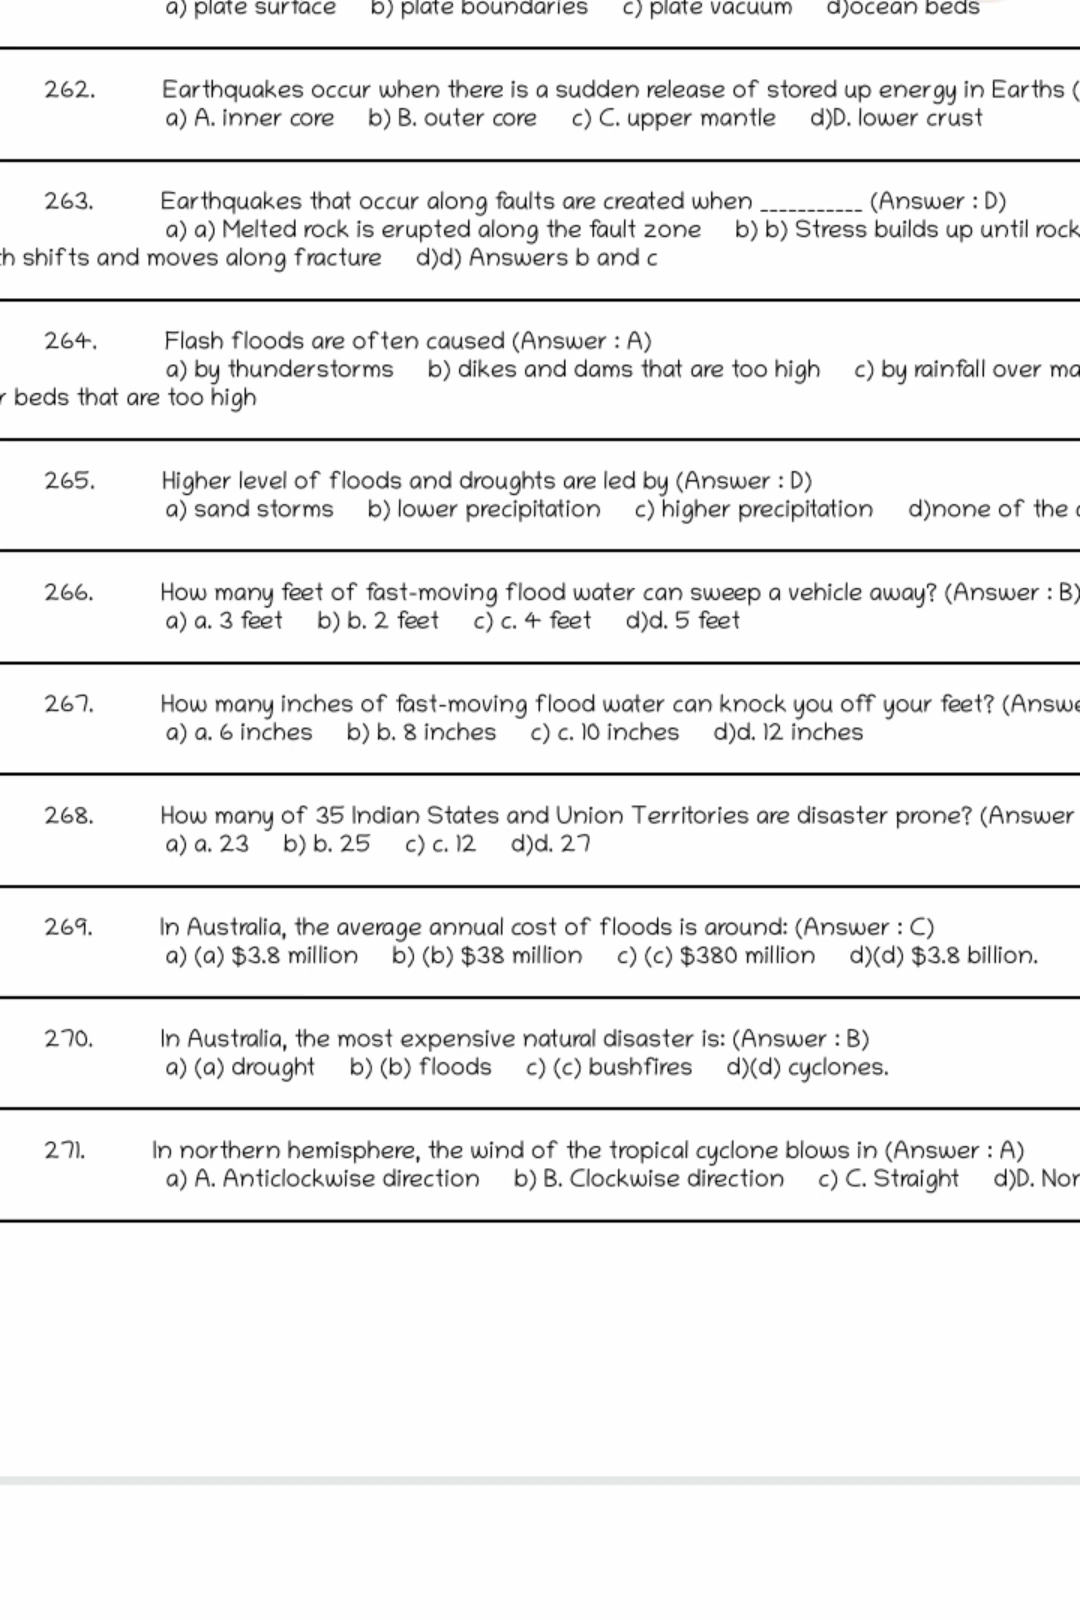 a) plate surface b) plate boundaries c) plate vacuum d)ocean beds
262. Earthquakes occur when there is a sudden release of stored up energy in Earths (
a) A. inner core b) B. outer core c) C. upper mantle d)D. lower crust
263. Earthquakes that occur along faults are created when ___________ (Answer : D)
a) a) Melted rock is erupted along the fault zone b) b) Stress builds up until rock
h shifts and moves along fracture d)d) Answers b and c
264. Flash floods are often caused (Answer : A)
a) by thunderstorms b) dikes and dams that are too high c) by rainfall over ma
r beds that are too high
265. Higher level of floods and droughts are led by (Answer : D)
a) sand storms b) lower precipitation c) higher precipitation d)none of the
266. How many feet of fast-moving flood water can sweep a vehicle away? (Answer : B)
a) a. 3 feet b) b. 2 feet c) c. 4 feet d)d. 5 feet
267. How many inches of fast-moving flood water can knock you off your feet? (Answe
a) a. 6 inches b) b. 8 inches c) c. 10 inches d)d. 12 inches
268. How many of 35 Indian States and Union Territories are disaster prone? (Answer
a) a. 23 b) b. 25 c) c. 12 d)d. 27
269. In Australia, the average annual cost of floods is around: (Answer : C)
a) (a) $3.8 million b) (b) $38 million c) (c) $380 million d)(d) $3.8 billion.
270. In Australia, the most expensive natural disaster is: (Answer : B)
a) (a) drought b) (b) floods c) (c) bushfires d)(d) cyclones.
271. In northern hemisphere, the wind of the tropical cyclone blows in (Answer : A)
a) A. Anticlockwise direction b) B. Clockwise direction c) C. Straight d)D. Nor